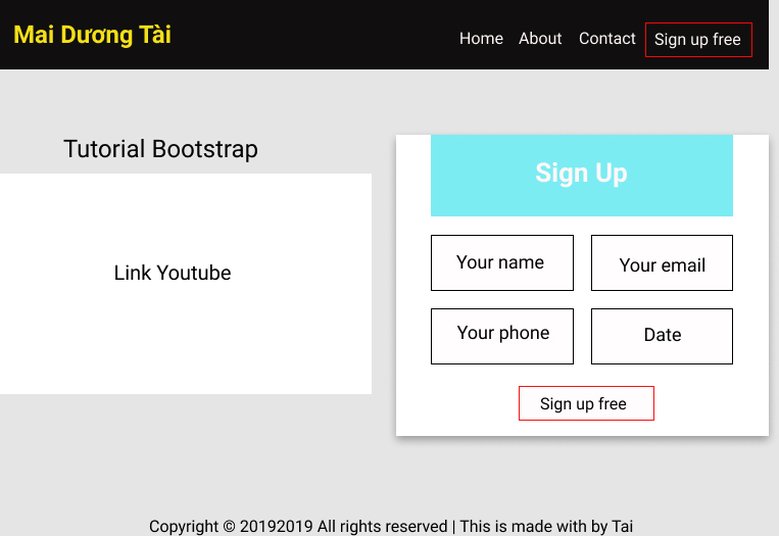 Mai Dương Tài
Home About Contact Sign up free
Tutorial Bootstrap
Link Youtube
Sign Up
Your name Your email
Your phone Date
Sign up free
Copyright © 20192019 All rights reserved | This is made with by Tai